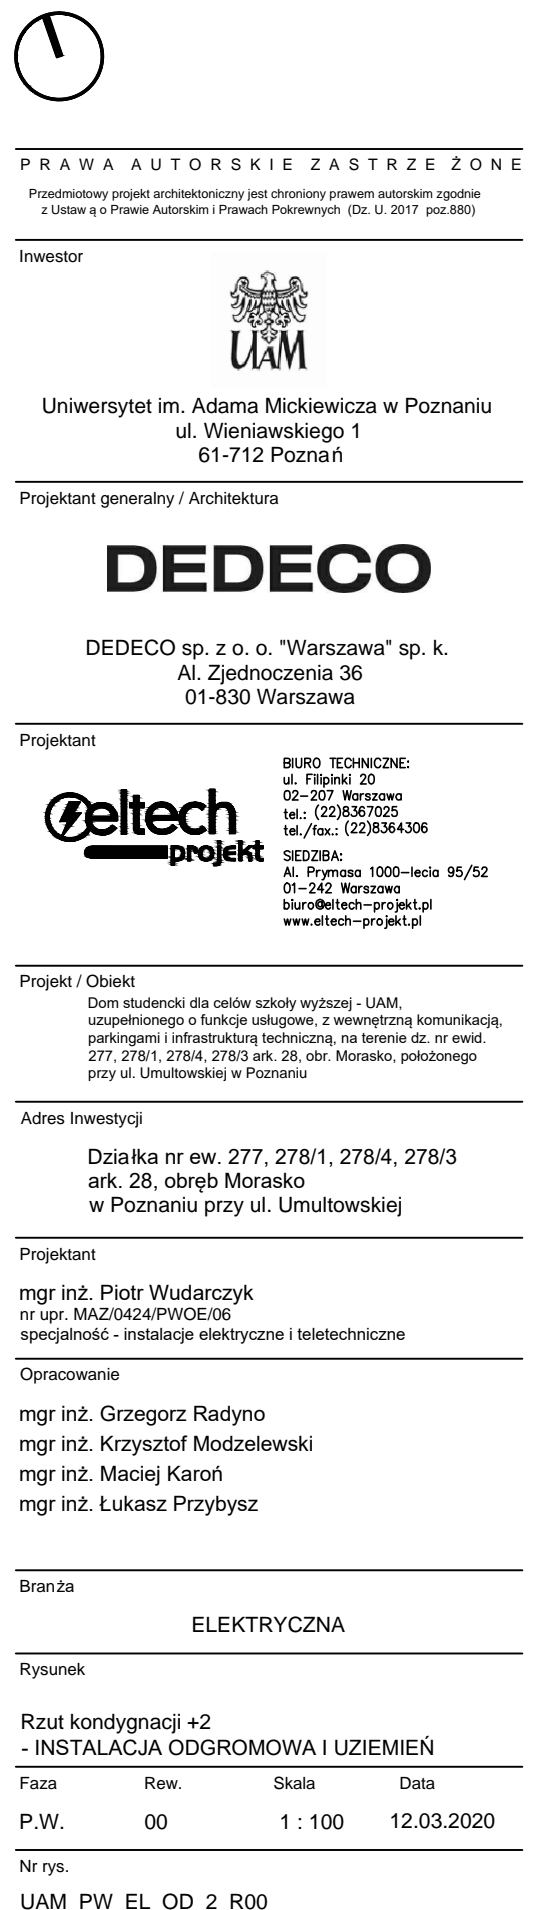 PRAWA AUTORSKIE ZASTRZEŻONE
Przedmiotowy projekt architektoniczny jest chroniony prawem autorskim zgodnie
z Ustawą o Prawie Autorskim i Prawach Pokrewnych (Dz. U. 2017 poz.880)
Inwestor
UAM
Uniwersytet im. Adama Mickiewicza w Poznaniu
ul. Wieniawskiego 1
61-712 Poznań
Projektant generalny / Architektura
DEDECO
DEDECO sp. z o. o. "Warszawa" sp. k.
Al. Zjednoczenia 36
01-830 Warszawa
Projektant
eltech
projekt
BIURO TECHNICZNE:
ul. Filipinki 20
02-207 Warszawa
tel.: (22)8367025
tel./fax.: (22)8364306
SIEDZIBA:
Al. Prymasa 1000-lecia 95/52
01-242 Warszawa
biuro@eltech-projekt.pl
www.eltech-projekt.pl
Projekt / Obiekt
Dom studencki dla celów szkoły wyższej - UAM,
uzupełnionego o funkcje usługowe, z wewnętrzną komunikacją,
parkingami i infrastrukturą techniczną, na terenie dz. nr ewid.
277, 278/1, 278/4, 278/3 ark. 28, obr. Morasko, położonego
przy ul. Umultowskiej w Poznaniu
Adres Inwestycji
Działka nr ew. 277, 278/1, 278/4, 278/3
ark. 28, obręb Morasko
w Poznaniu przy ul. Umultowskiej
Projektant
mgr inż. Piotr Wudarczyk
nr upr. MAZ/0424/PWOE/06
specjalność - instalacje elektryczne i teletechniczne
Opracowanie
mgr inż. Grzegorz Radyno
mgr inż. Krzysztof Modzelewski
mgr inż. Maciej Karoń
mgr inż. Łukasz Przybysz
Branża
ELEKTRYCZNA
Rysunek
Rzut kondygnacji +2
- INSTALACJA ODGROMOWA I UZIEMIEŃ
Faza Rew. Skala Data
P.W. 00 1 : 100 12.03.2020
Nr rys.
UAM PW EL OD 2 R00